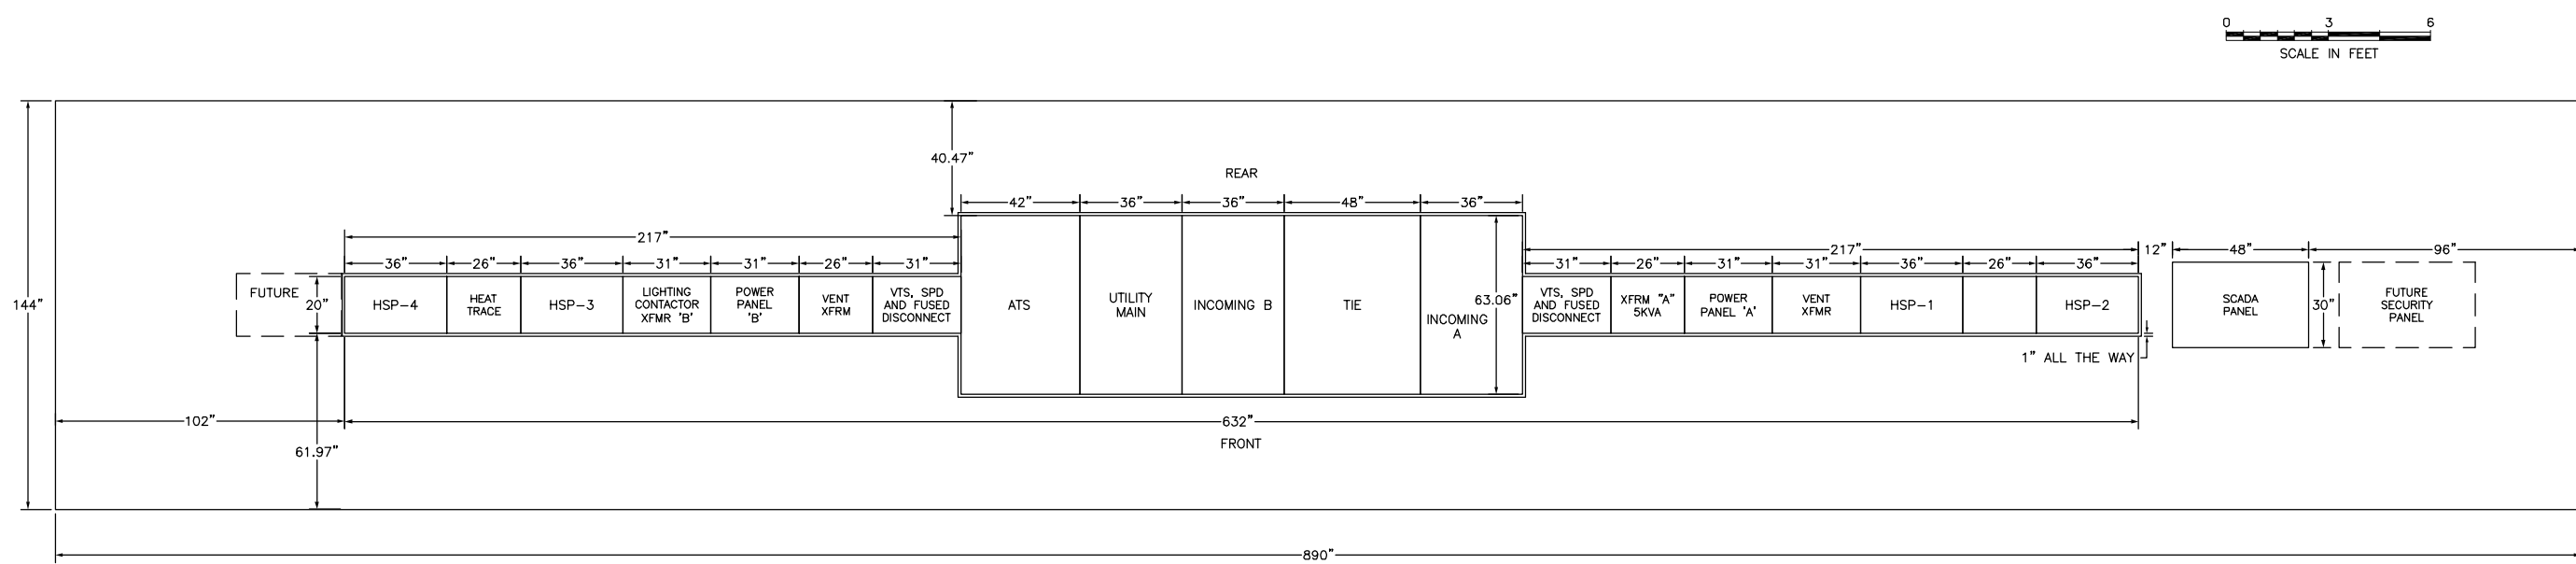 0 3 6
SCALE IN FEET
40.47”
REAR
42” 36” 36” 48” 36”
217”
217” 12” 48” 96”
36” 26” 36” 31” 31” 26” 31”
31” 26” 31” 31” 36” 26” 36”
144”
FUTURE
20”
HSP–4
HEAT
TRACE
HSP–3
LIGHTING
CONTACTOR
XFMR 'B'
POWER
PANEL
'B'
VENT
XFRM
VTS, SPD
AND FUSED
DISCONNECT
ATS
UTILITY
MAIN
INCOMING B
TIE
INCOMING
A
63.06”
VTS, SPD
AND FUSED
DISCONNECT
XFRM "A"
5KVA
POWER
PANEL 'A'
VENT
XFMR
HSP–1
HSP–2
SCADA
PANEL
30”
FUTURE
SECURITY
PANEL
1” ALL THE WAY
102”
632”
FRONT
61.97”
890”